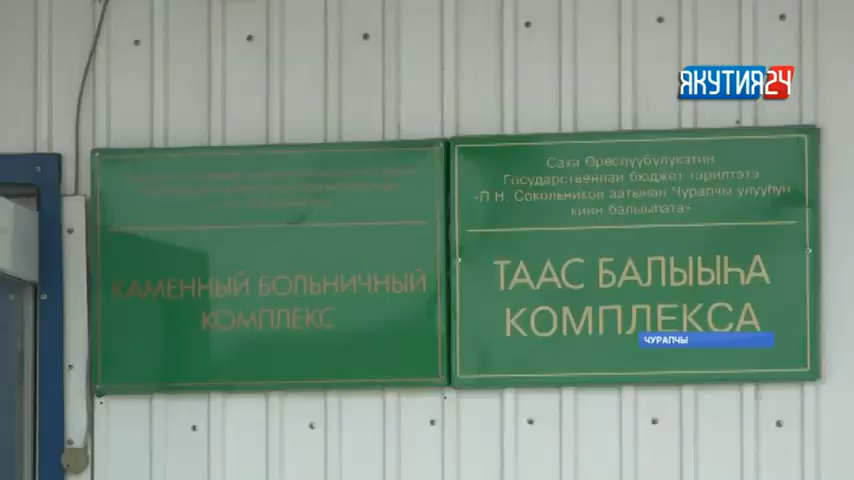 ЯКУТИЯ24
КАМЕННЫЙ БОЛЬНИЧНЫЙ
КОМПЛЕКС
Саха Өрөспүүбүлүкэтин
Государственнай бюджет тэрилтэтэ
«П.Н. Сокольников аатынан Чурапчы улууһун
киин балыыһата»
ТААС БАЛЫЫҺА
КОМПЛЕКСА
ЧУРАПЧЫ